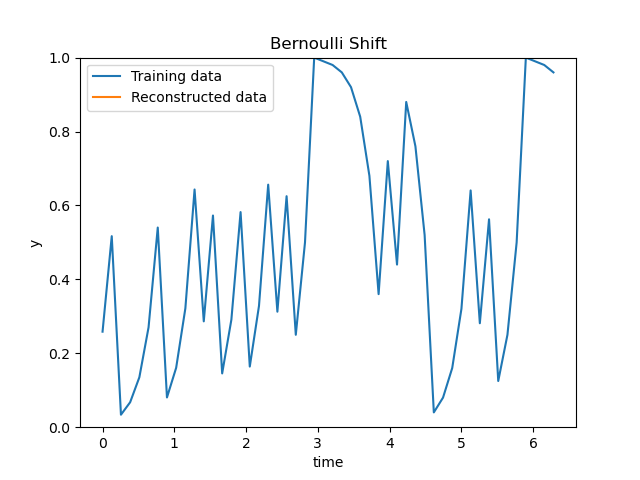 Bernoulli Shift
Training data
Reconstructed data
y
1.0
0.8
0.6
0.4
0.2
0.0
0 1 2 3 4 5 6
time